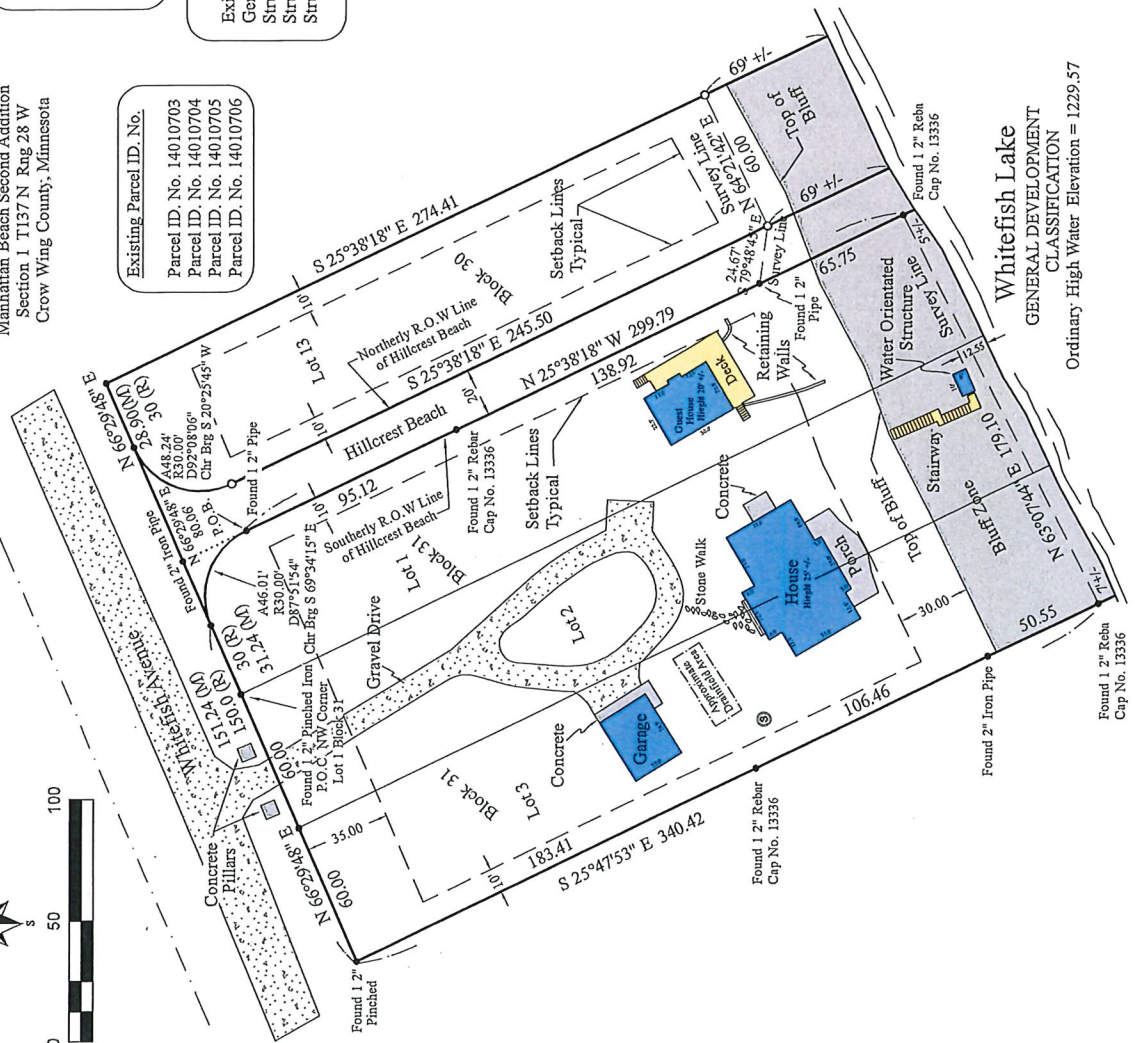 Manhattan Beach Second Addition
Section 1 T137 N Rng 28 W
Crow Wing County, Minnesota
Existing Parcel ID. No.
Parcel ID. No. 14010703
Parcel ID. No. 14010704
Parcel ID. No. 14010705
Parcel ID. No. 14010706
S
50
100
Whitefish Avenue
Concrete
Pillars
N 66°29'48" E
28.90(M)
30 (R)
A48.24'
R30.00'
D92°08'06"
Chr Brg S 20°25'45" W
Found 1 2" Pipe
Found 2" Iron Pipe
N 66°29'48" E
80.06
P.O.B.
A46.01'
R30.00'
D87°51'54"
Chr Brg S 69°34'15" E
30 (R)
31.24 (M)
151.24 (M)
150.0 (R)
60.00
Found 1 2" Pinched Iron
P.O.C. NW Corner
Lot 1 Block 31
N 66°29'48" E
60.00
35.00
Found 1 2"
Pinched
S 25°38'18" E 274.41
10'
Lot 13
Block 30
Setback Lines
Typical
Northerly R.O.W Line
of Hillcrest Beach
S 25°38'18" E 245.50
10'
Hillcrest Beach
20'
N 25°38'18" W 299.79
138.92
95.12
10'
Southerly R.O.W Line
of Hillcrest Beach
Found 1 2" Rebar
Cap No. 13336
Lot 1
Block 31
Setback Lines
Typical
Gravel Drive
Lot 2
Block 31
Lot 3
Concrete
Garage
Approximate
Drainfield Area
S
Stone Walk
Concrete
House
Hieght 25' +/-
Porch
Guest
House
Hieght 20' +/-
Deck
Retaining
Walls
Found 1 2"
Pipe
24.67'
S 79°48'45" E
Survey Line
Survey Line
N 64°21'42" E
60.00
69' +/-
69' +/-
Top of
Bluff
65.75
5'+/-
Found 1 2" Reba
Cap No. 13336
Water Orientated
Structure
Survey Line
12.55
Stairway
Top of Bluff
Bluff Zone
N 63°07'44" E 179.10
30.00
50.55
7'+/-
Found 1 2" Reba
Cap No. 13336
Found 2" Iron Pipe
106.46
Found 1 2" Rebar
Cap No. 13336
S 25°47'53" E 340.42
183.41
10'
Whitefish Lake
GENERAL DEVELOPMENT
CLASSIFICATION
Ordinary High Water Elevation = 1229.57